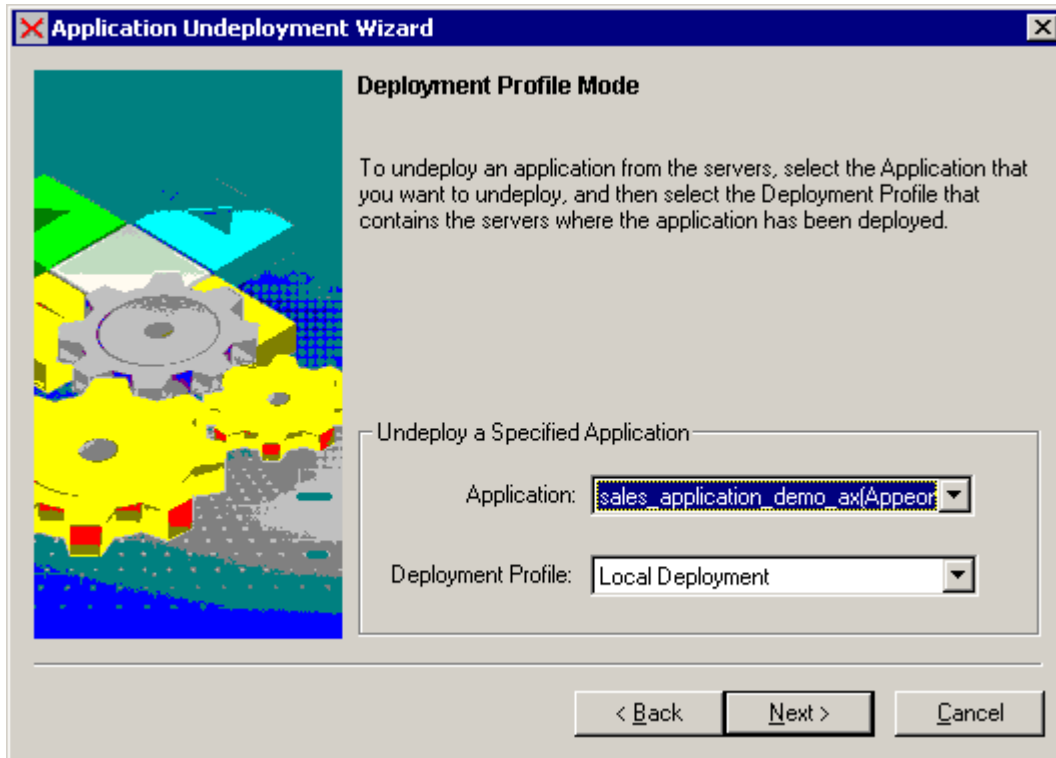 Application Undeployment Wizard
Deployment Profile Mode
To undeploy an application from the servers, select the Application that
you want to undeploy, and then select the Deployment Profile that
contains the servers where the application has been deployed.
Undeploy a Specified Application
Application: sales_application_demo_ax(Appeor
Deployment Profile: Local Deployment
< Back Next > Cancel